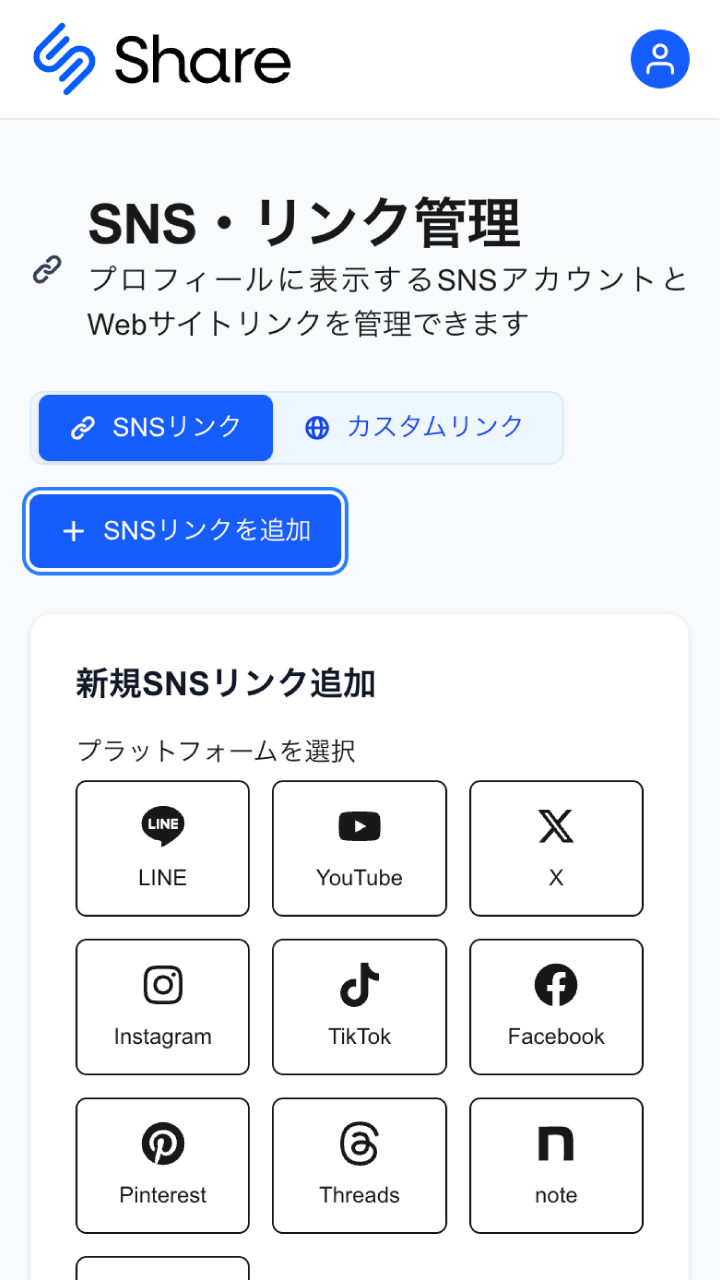 Share
SNS・リンク管理
プロフィールに表示するSNSアカウントと
Webサイトリンクを管理できます
SNSリンク
カスタムリンク
SNSリンクを追加
新規SNSリンク追加
プラットフォームを選択
LINE
LINE
YouTube
X
Instagram
TikTok
Facebook
Pinterest
Threads
note